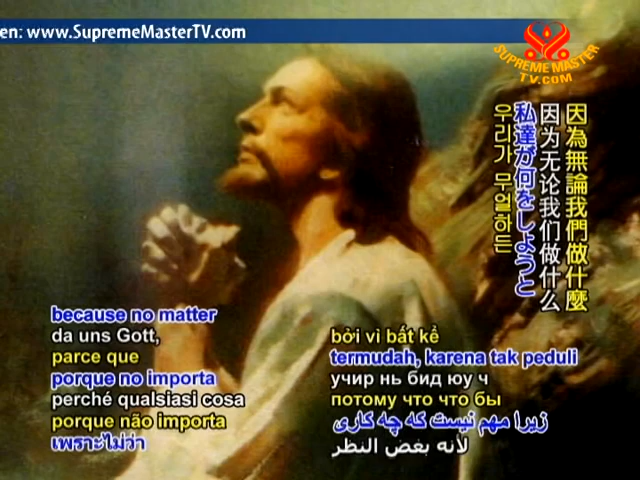 en: www.SupremeMasterTV.com
SUPREME MASTER
TV.COM
因為無論我們做什麼
因为无论我们做什么
私達が何をしようと
우리가 무얼하든
because no matter
da uns Gott,
parce que
porque no importa
perché qualsiasi cosa
porque não importa
เพราะไม่ว่า
bởi vì bất kể
termudah, karena tak peduli
учир нь бид юу ч
потому что что бы
زیرا مهم نیست که چه کاری
لأنه بغض النظر